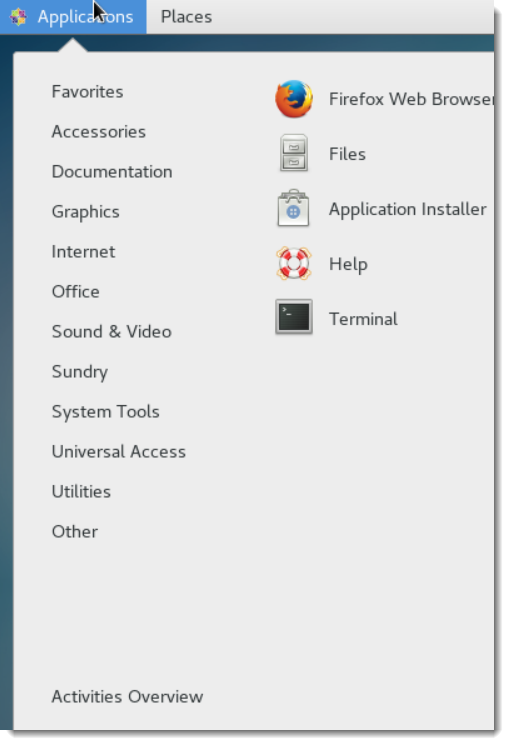 Applications Places
Favorites
Accessories
Documentation
Graphics
Internet
Office
Sound & Video
Sundry
System Tools
Universal Access
Utilities
Other
Activities Overview
Firefox Web Browser
Files
Application Installer
Help
Terminal